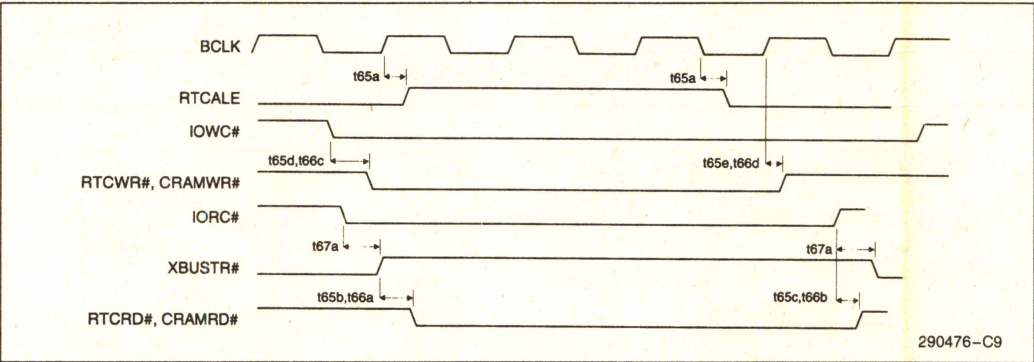 BCLK
t65a
t65a
RTCALE
IOWC#
t65d,t66c
t65e,t66d
RTCWR#, CRAMWR#
IORC#
t67a
t67a
XBUSTR#
t65b,t66a
t65c,t66b
RTCRD#, CRAMRD#
290476–C9